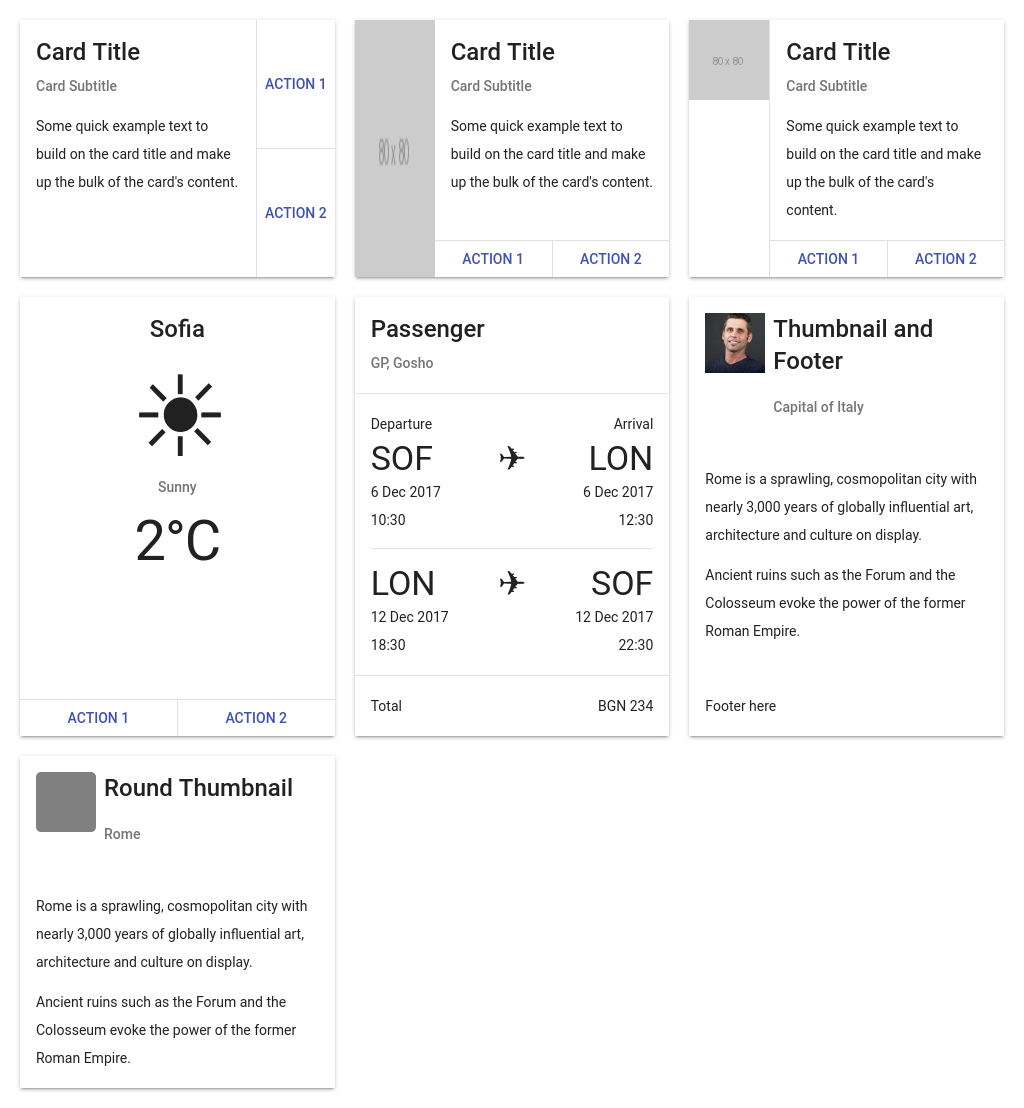 Card Title
Card Subtitle
Some quick example text to
build on the card title and make
up the bulk of the card's content.
ACTION 1
ACTION 2
80 x 80
Card Title
Card Subtitle
Some quick example text to
build on the card title and make
up the bulk of the card's content.
ACTION 1 ACTION 2
80 x 80
Card Title
Card Subtitle
Some quick example text to
build on the card title and make
up the bulk of the card's
content.
ACTION 1 ACTION 2
Sofia
Sunny
2°C
ACTION 1 ACTION 2
Passenger
GP, Gosho
Departure Arrival
SOF ✈ LON
6 Dec 2017 6 Dec 2017
10:30 12:30
LON ✈ SOF
12 Dec 2017 12 Dec 2017
18:30 22:30
Total BGN 234
Thumbnail and
Footer
Capital of Italy
Rome is a sprawling, cosmopolitan city with
nearly 3,000 years of globally influential art,
architecture and culture on display.
Ancient ruins such as the Forum and the
Colosseum evoke the power of the former
Roman Empire.
Footer here
Round Thumbnail
Rome
Rome is a sprawling, cosmopolitan city with
nearly 3,000 years of globally influential art,
architecture and culture on display.
Ancient ruins such as the Forum and the
Colosseum evoke the power of the former
Roman Empire.